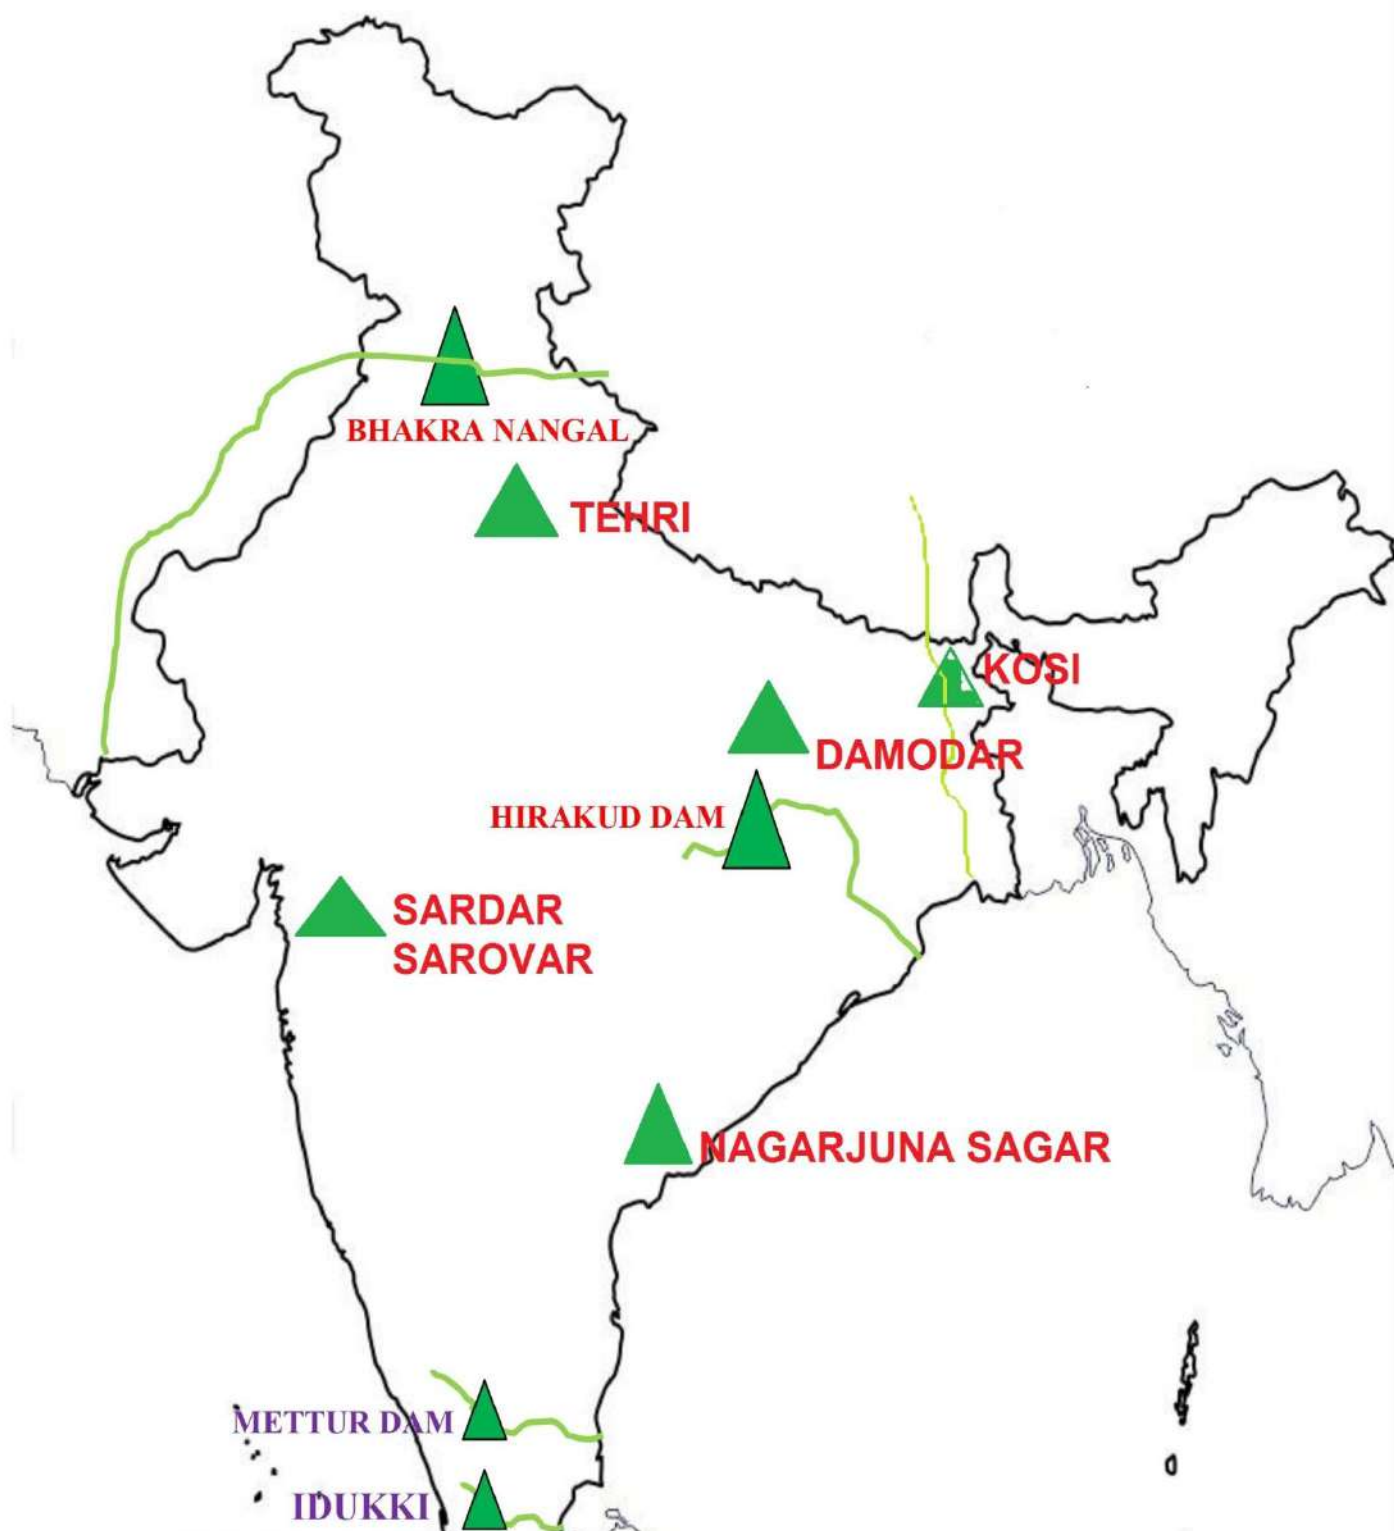 BHAKRA NANGAL
TEHRI
KOSI
DAMODAR
HIRAKUD DAM
SARDAR
SAROVAR
NAGARJUNA SAGAR
METTUR DAM
IDUKKI